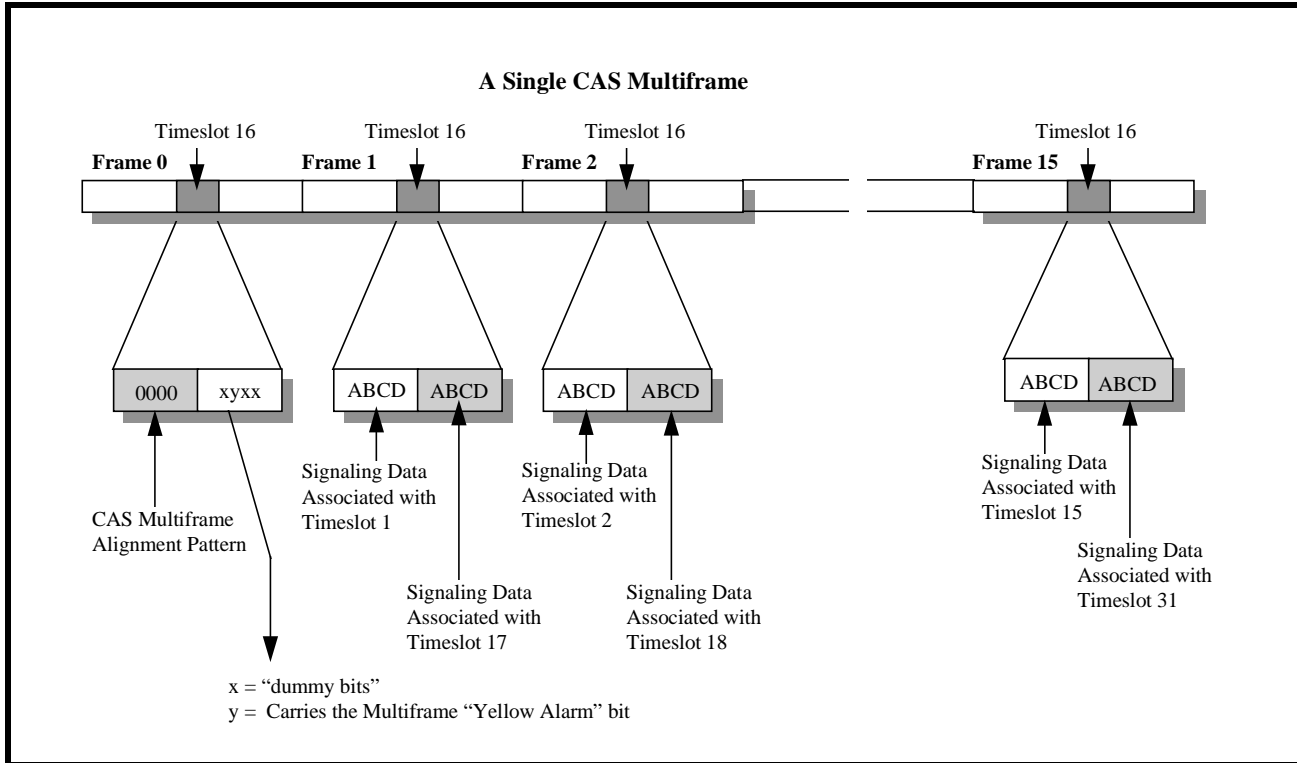 A Single CAS Multiframe
Timeslot 16
Timeslot 16
Timeslot 16
Timeslot 16
Frame 0
Frame 1
Frame 2
Frame 15
0000
xyxx
ABCD
ABCD
ABCD
ABCD
ABCD
ABCD
CAS Multiframe
Alignment Pattern
Signaling Data
Associated with
Timeslot 1
Signaling Data
Associated with
Timeslot 17
Signaling Data
Associated with
Timeslot 2
Signaling Data
Associated with
Timeslot 18
Signaling Data
Associated with
Timeslot 15
Signaling Data
Associated with
Timeslot 31
x = “dummy bits”
y = Carries the Multiframe “Yellow Alarm” bit